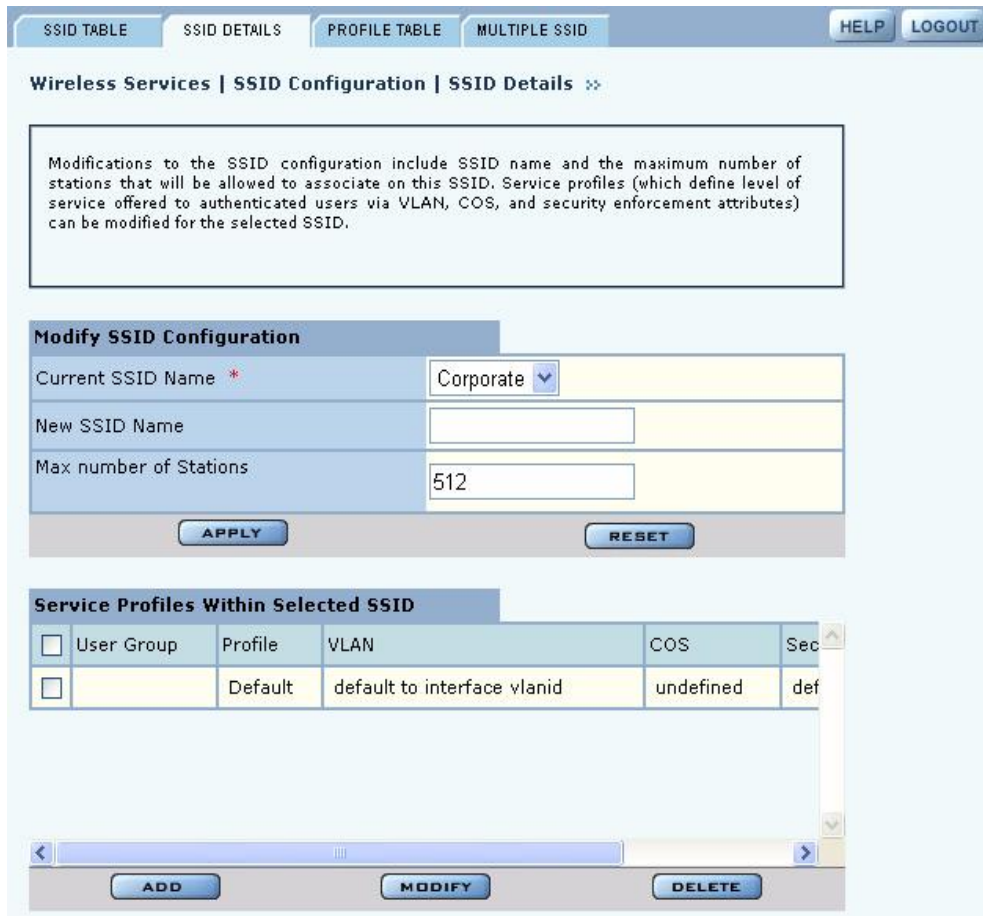 SSID TABLE SSID DETAILS PROFILE TABLE MULTIPLE SSID HELP LOGOUT
Wireless Services | SSID Configuration | SSID Details >>
Modifications to the SSID configuration include SSID name and the maximum number of
stations that will be allowed to associate on this SSID. Service profiles (which define level of
service offered to authenticated users via VLAN, COS, and security enforcement attributes)
can be modified for the selected SSID.
Modify SSID Configuration
Current SSID Name * Corporate
New SSID Name
Max number of Stations 512
APPLY RESET
Service Profiles Within Selected SSID
User Group Profile VLAN COS Sec
Default default to interface vlanid undefined def
ADD MODIFY DELETE